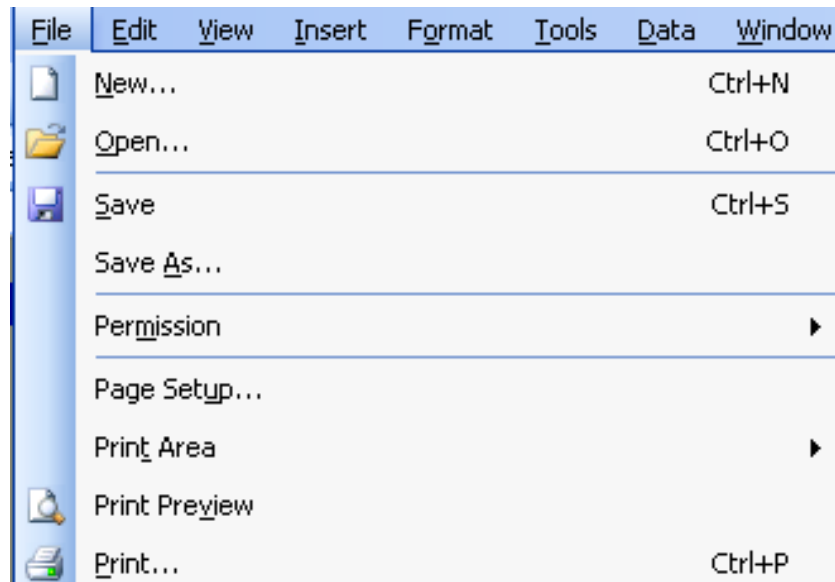 File Edit View Insert Format Tools Data Window
New... Ctrl+N
Open... Ctrl+O
Save Ctrl+S
Save As...
Permission
Page Setup...
Print Area
Print Preview
Print... Ctrl+P